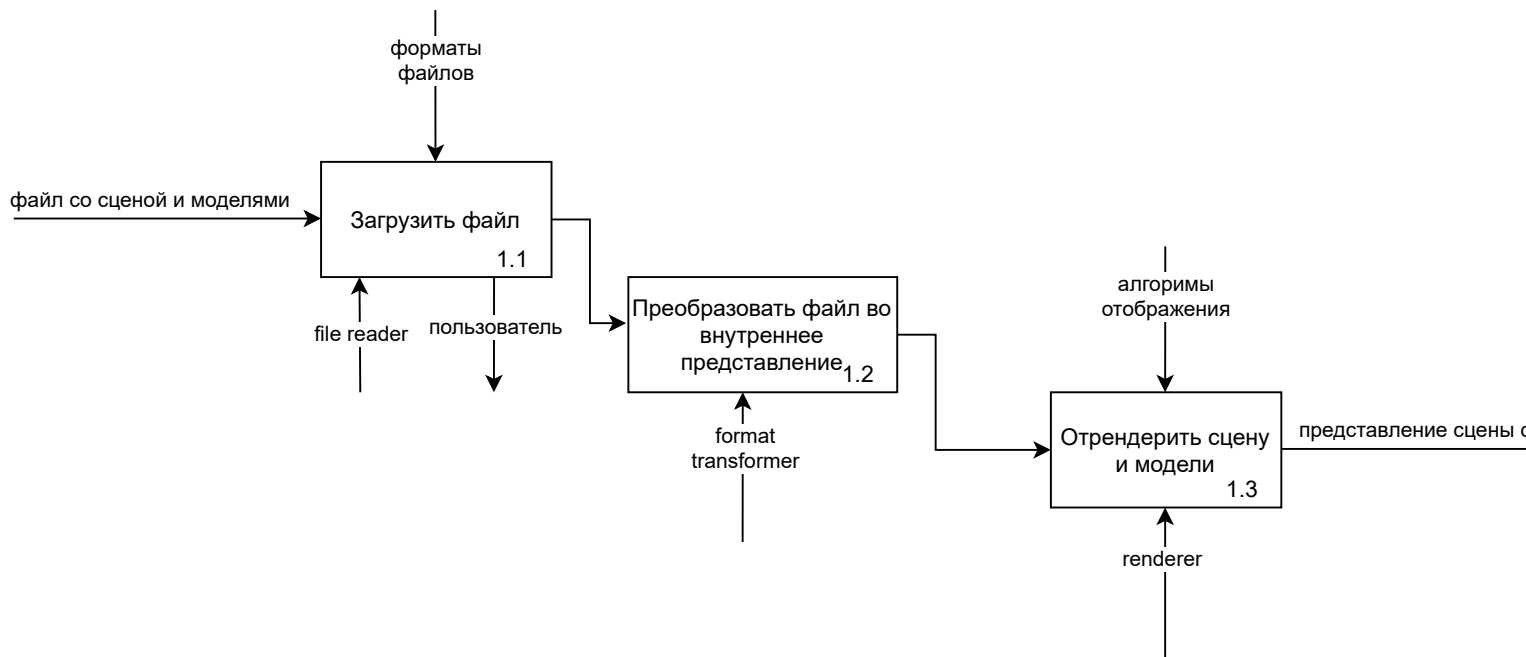 форматы
файлов
файл со сценой и моделями
Загрузить файл
1.1
file reader
пользователь
Преобразовать файл во
внутреннее
представление
1.2
format
transformer
алгоримы
отображения
Отрендерить сцену
и модели
1.3
представление сцены с
renderer